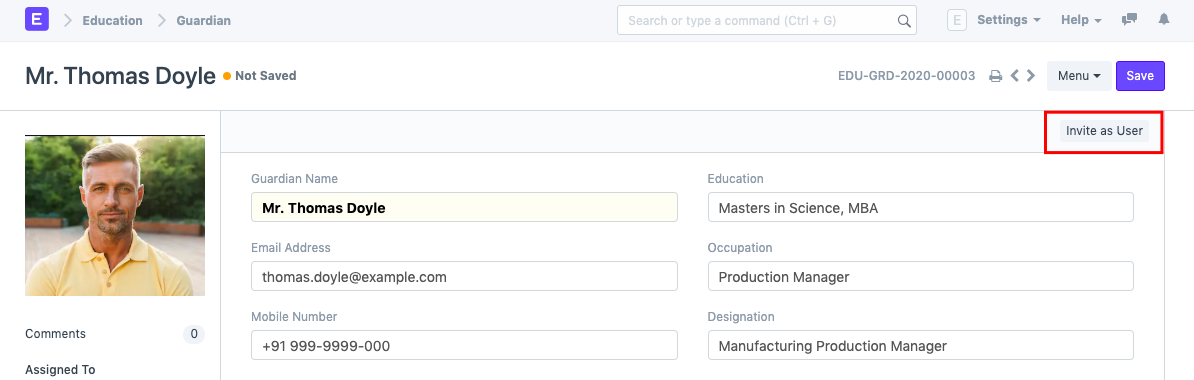 E Education Guardian Search or type a command (Ctrl + G) E Settings Help
Mr. Thomas Doyle Not Saved EDU-GRD-2020-00003 Menu Save
Invite as User
Guardian Name Education
Mr. Thomas Doyle Masters in Science, MBA
Email Address Occupation
thomas.doyle@example.com Production Manager
Mobile Number Designation
+91 999-9999-000 Manufacturing Production Manager
Comments 0
Assigned To